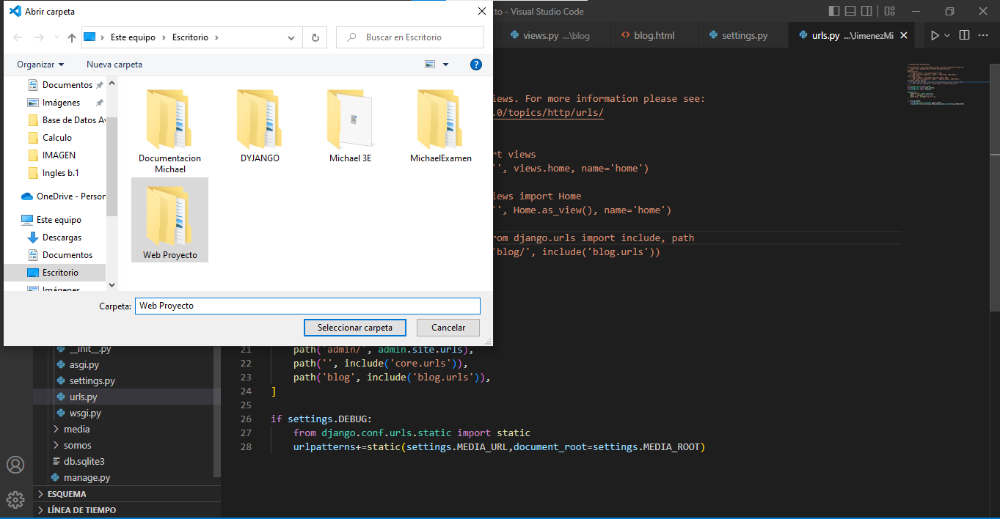 Abrir carpeta
to - Visual Studio Code
Este equipo
Escritorio
Buscar en Escritorio
Organizar
Nueva carpeta
Documentos
Imágenes
Base de Datos Av
Calculo
IMAGEN
Ingles b.1
OneDrive - Person
Este equipo
Descargas
Documentos
Escritorio
Imágenes
Documentacion
Michael
DYJANGO
Michael 3E
MichaelExamen
Web Proyecto
Carpeta:
Web Proyecto
Seleccionar carpeta
Cancelar
views.py ...\blog
blog.html
settings.py
urls.py ...\JimenezMi
iews. For more information please see:
.0/topics/http/urls/
rt views
'', views.home, name='home')
iews import Home
'', Home.as_view(), name='home')
rom django.urls import include, path
'blog/', include('blog.urls'))
21 path('admin/', admin.site.urls),
22 path('', include('core.urls')),
23 path('blog', include('blog.urls')),
24 ]
25
26 if settings.DEBUG:
27 from django.conf.urls.static import static
28 urlpatterns+=static(settings.MEDIA_URL,document_root=settings.MEDIA_ROOT)
__init__.py
asgi.py
settings.py
urls.py
wsgi.py
media
somos
db.sqlite3
manage.py
ESQUEMA
LÍNEA DE TIEMPO